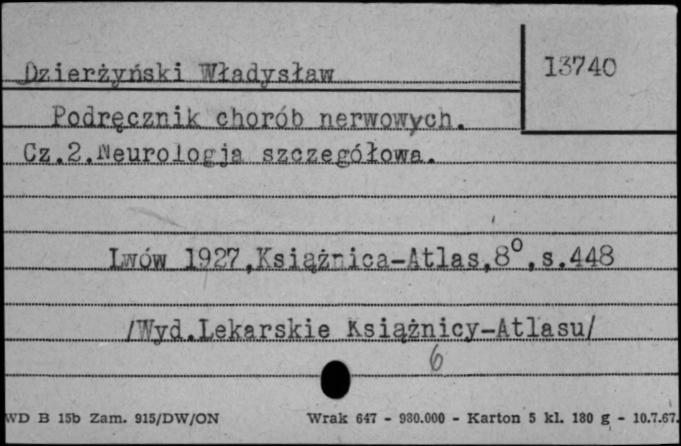 13740
Dzierżyński Władysław
Podręcznik chorób nerwowych.
Cz.2.Neurologja szczegółowa.
Lwów 1927,Książnica-Atlas,8°,s.448
/Wyd.Lekarskie Książnicy-Atlasu/
6
WD B 15b Zam. 915/DW/ON Wrak 647 - 980.000 - Karton 5 kl. 180 g - 10.7.67.